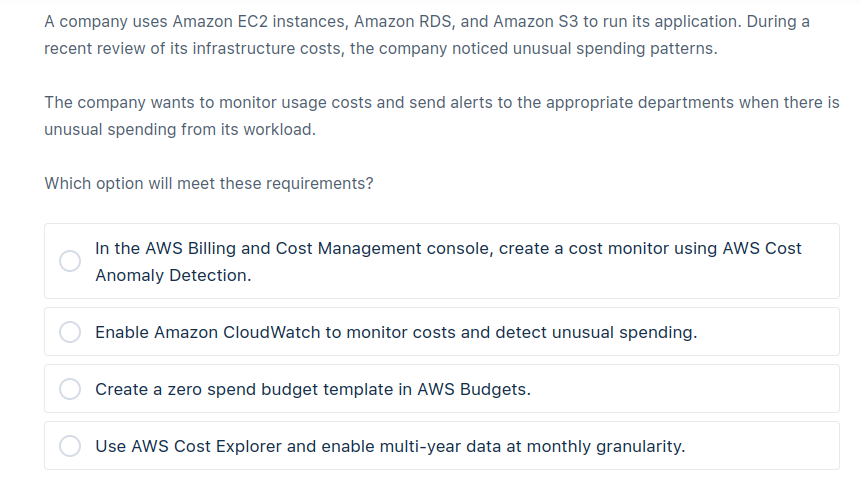 A company uses Amazon EC2 instances, Amazon RDS, and Amazon S3 to run its application. During a
recent review of its infrastructure costs, the company noticed unusual spending patterns.
The company wants to monitor usage costs and send alerts to the appropriate departments when there is
unusual spending from its workload.
Which option will meet these requirements?
In the AWS Billing and Cost Management console, create a cost monitor using AWS Cost
Anomaly Detection.
Enable Amazon CloudWatch to monitor costs and detect unusual spending.
Create a zero spend budget template in AWS Budgets.
Use AWS Cost Explorer and enable multi-year data at monthly granularity.